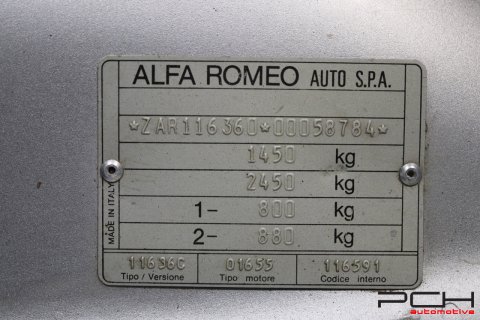 ALFA ROMEO AUTO S.P.A.
*ZAR116360*00058784*
1450 kg
2450 kg
1- 800 kg
2- 880 kg
MADE IN ITALY
11636C 01655 116591
Tipo / Versione Tipo motore Codice interno
PCH
automotive